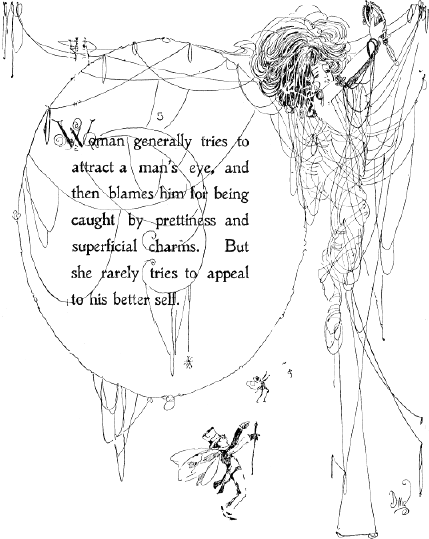 5
Woman generally tries to
attract a man's eye, and
then blames him for being
caught by prettiness and
superficial charms. But
she rarely tries to appeal
to his better self.